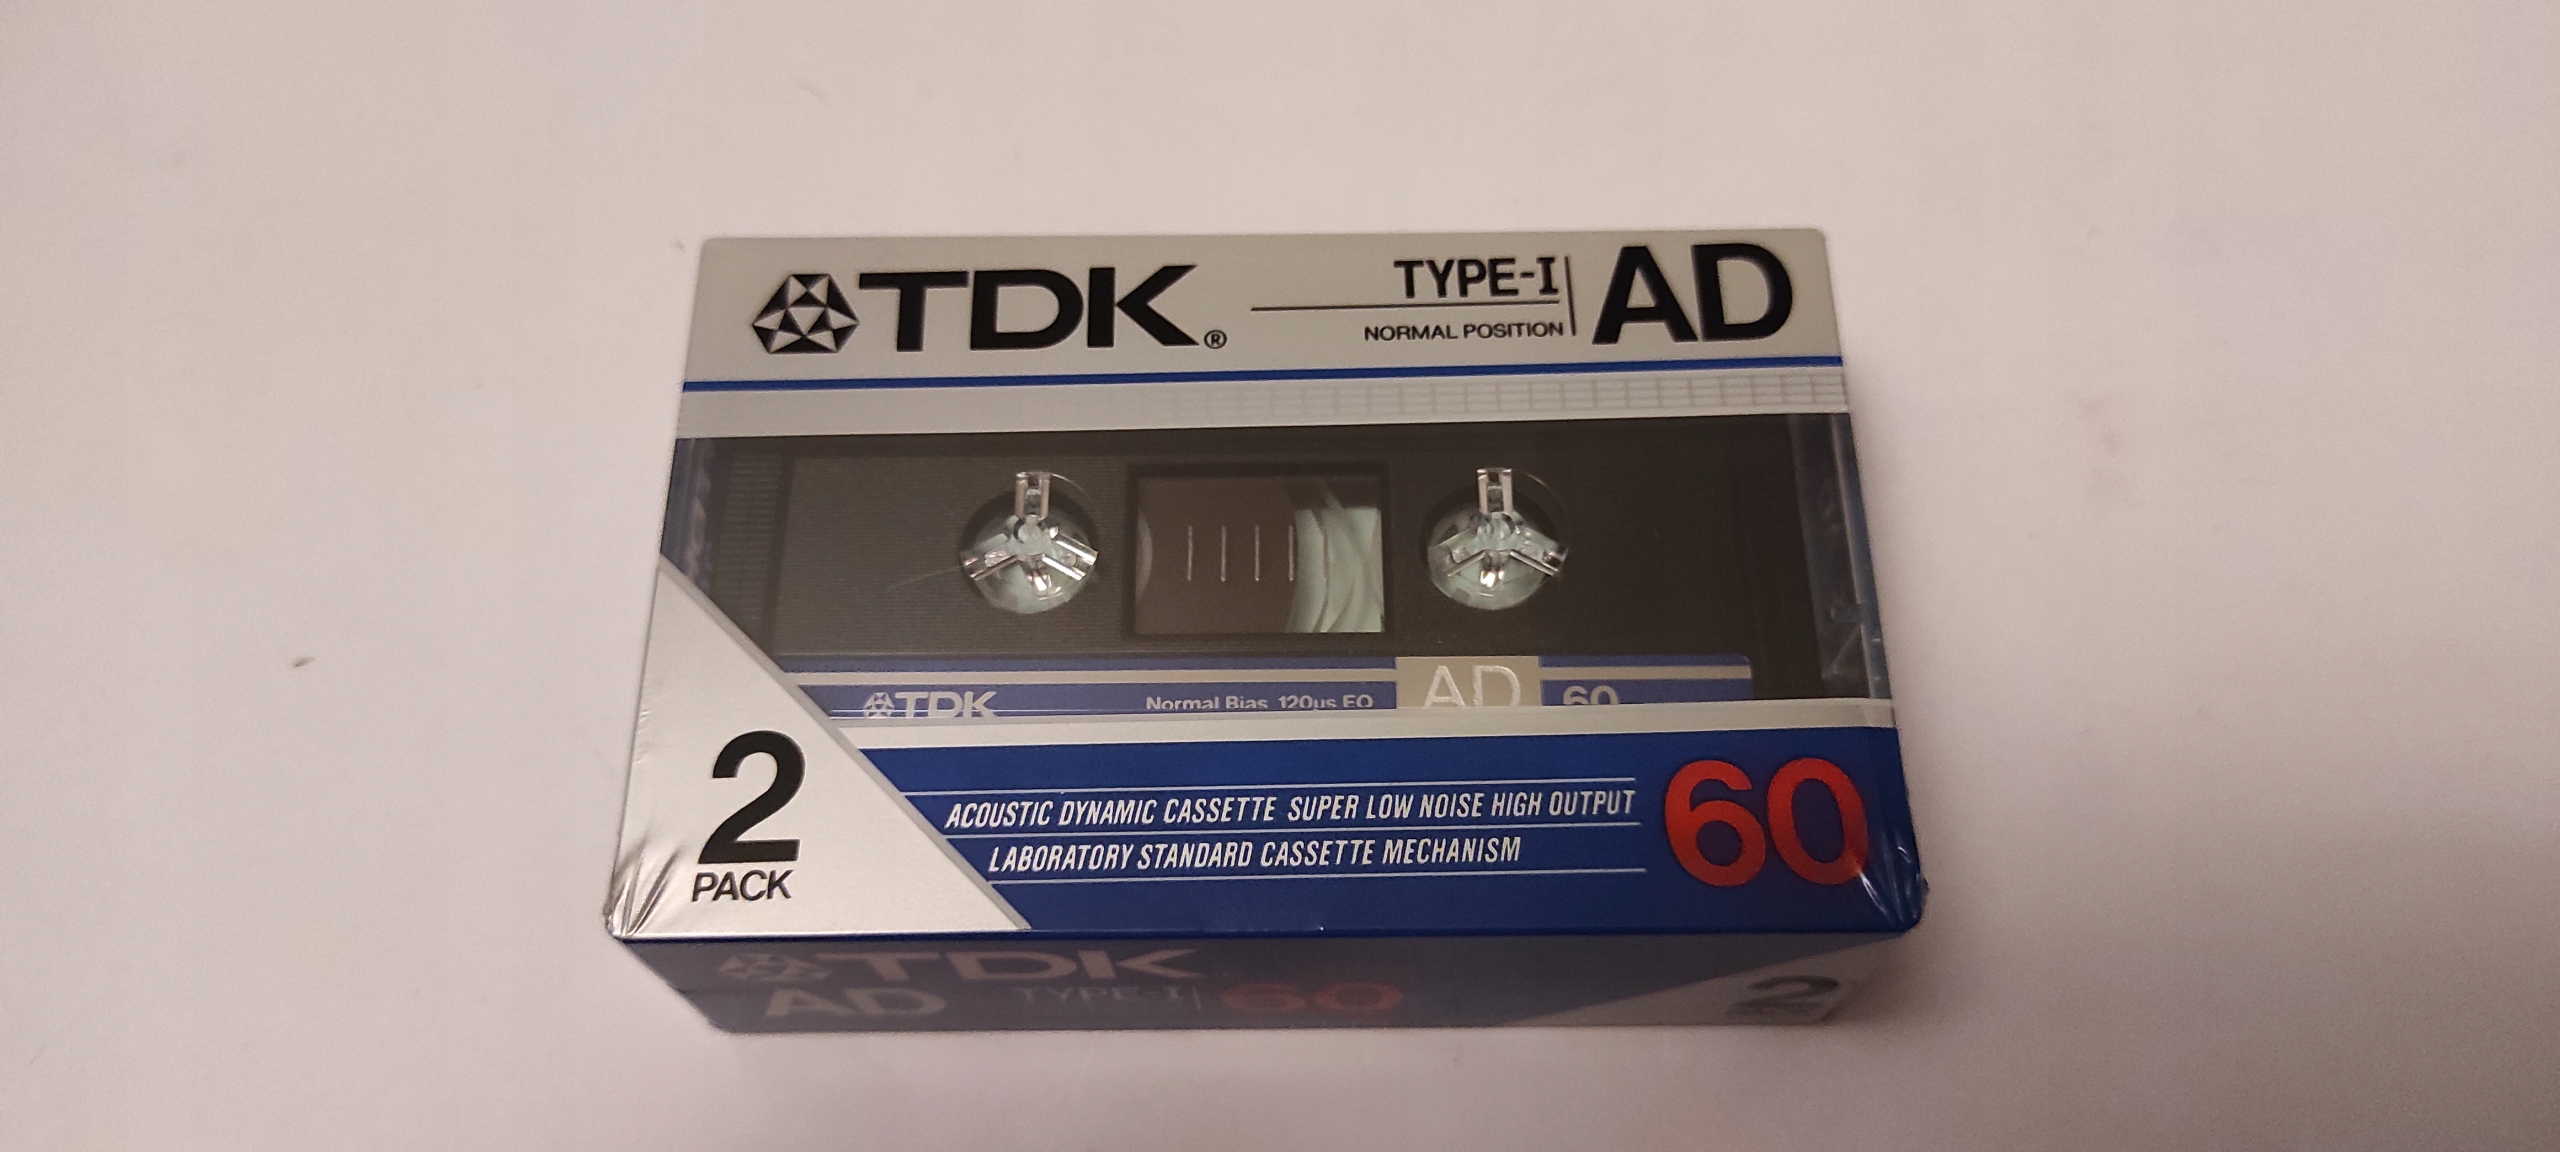 TDK®
TYPE-I
NORMAL POSITION
AD
TDK
Normal Bias 120μs EQ
AD
60
2
PACK
ACOUSTIC DYNAMIC CASSETTE SUPER LOW NOISE HIGH OUTPUT
LABORATORY STANDARD CASSETTE MECHANISM
60
TDK
AD TYPE-I 60
2